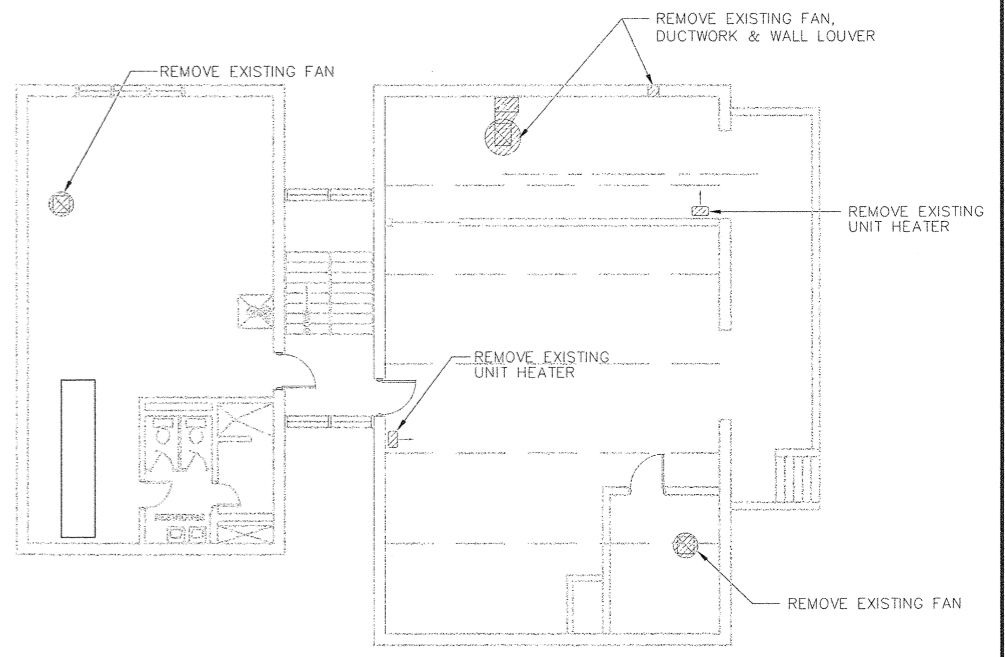 REMOVE EXISTING FAN,
DUCTWORK & WALL LOUVER
REMOVE EXISTING FAN
REMOVE EXISTING
UNIT HEATER
REMOVE EXISTING
UNIT HEATER
REMOVE EXISTING FAN